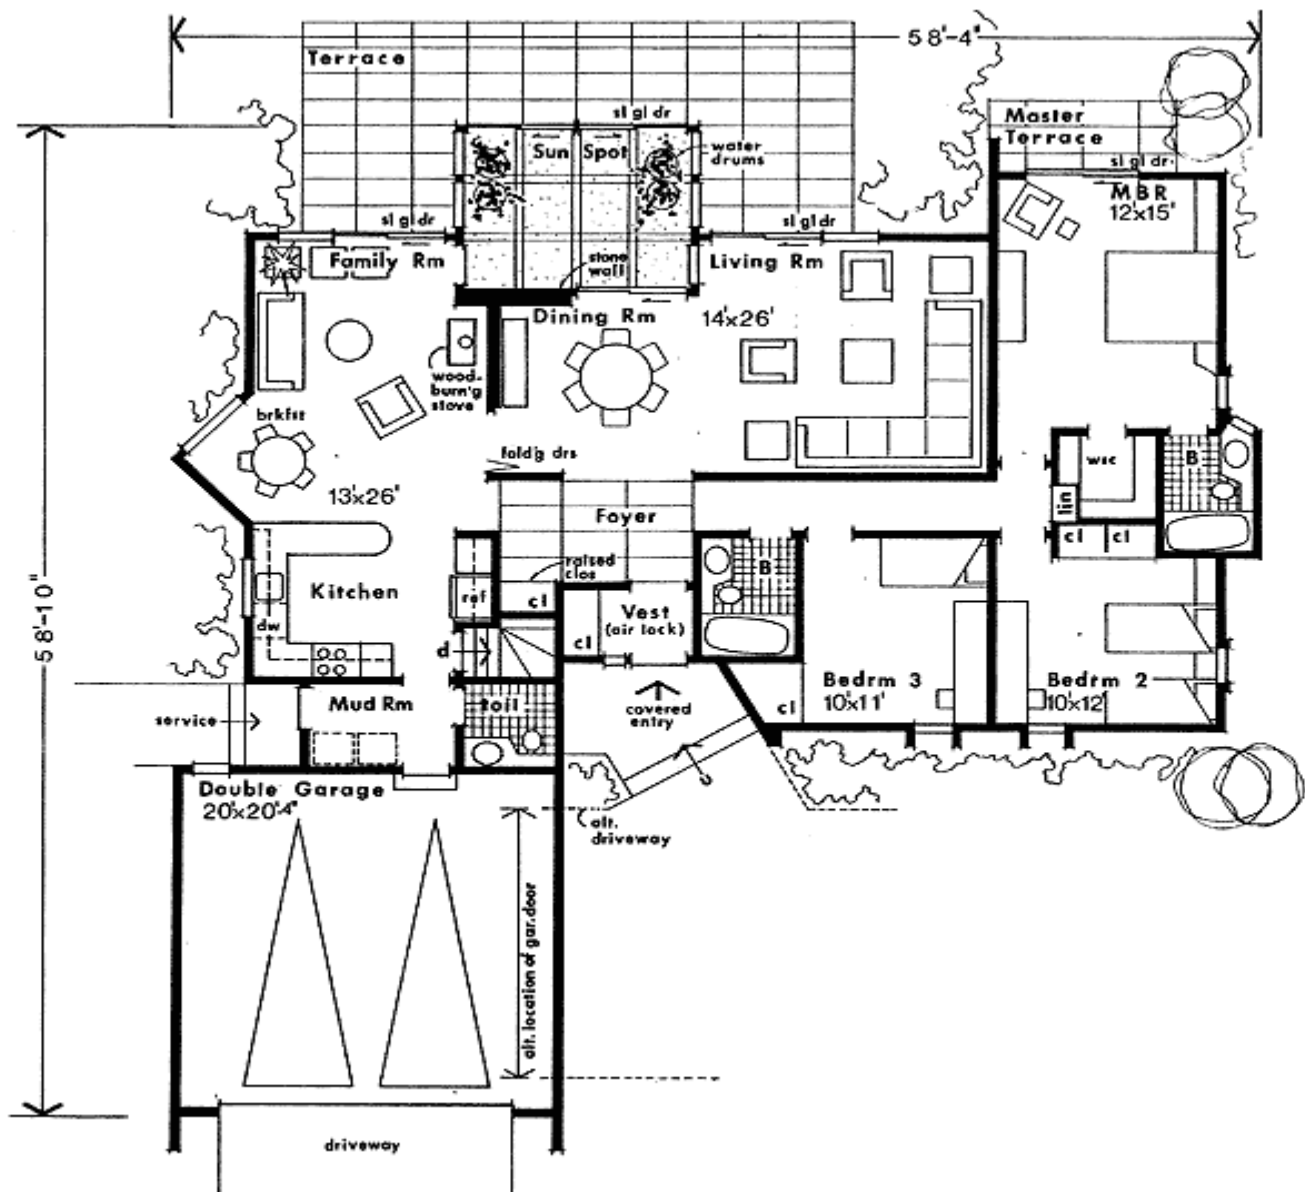 58'-4"
Terrace
sl gl dr
Sun Spot
water
drums
Master
Terrace
sl gl dr
MBR
12'x15'
sl gl dr
sl gl dr
Family Rm
stone
wall
Living Rm
Dining Rm
14'x26'
wood-
burn'g
stove
brkfst
fold'g drs
13'x26'
B
lin
Foyer
cl
cl
raised
clos
B
Kitchen
ref
cl
Vest
(air lock)
cl
dw
d
58'-10"
Bedrm 3
10'x11'
Bedrm 2
10'x12'
cl
Mud Rm
toil
service
covered
entry
Double Garage
20'x20'4"
alt.
driveway
alt. location of gar.door
driveway